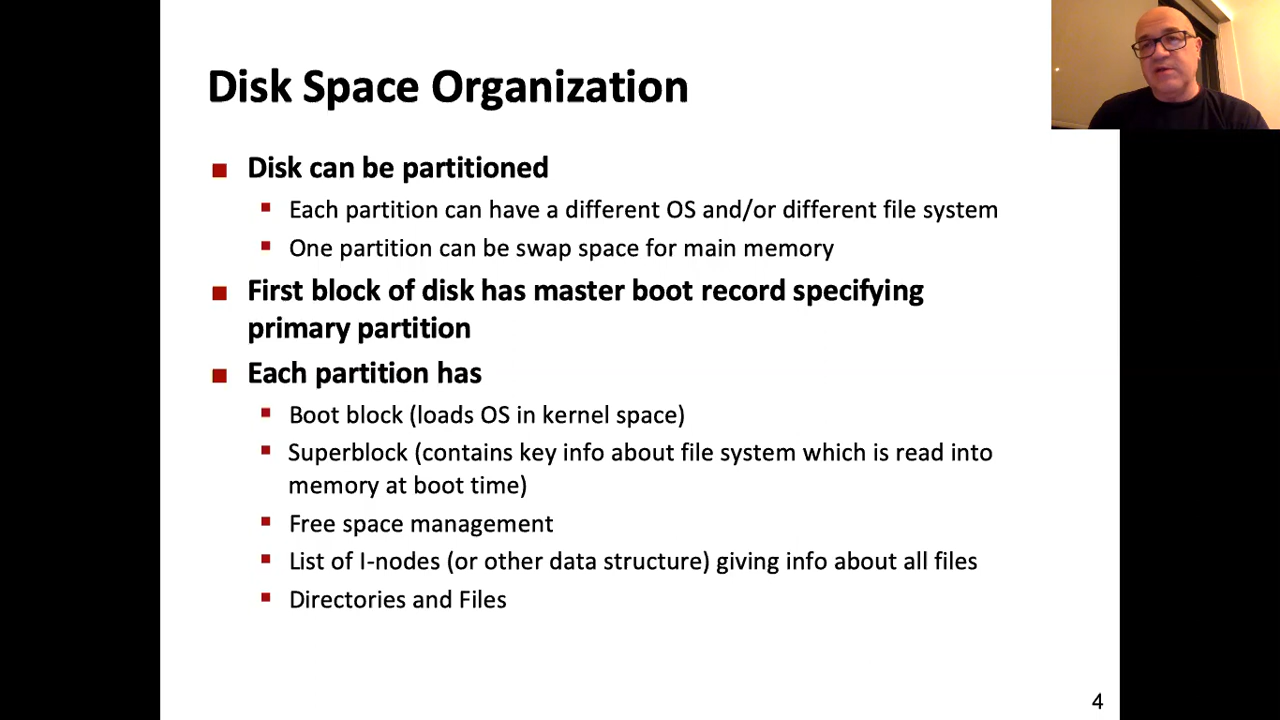 Disk Space Organization
Disk can be partitioned
Each partition can have a different OS and/or different file system
One partition can be swap space for main memory
First block of disk has master boot record specifying
primary partition
Each partition has
Boot block (loads OS in kernel space)
Superblock (contains key info about file system which is read into
memory at boot time)
Free space management
List of I-nodes (or other data structure) giving info about all files
Directories and Files
4